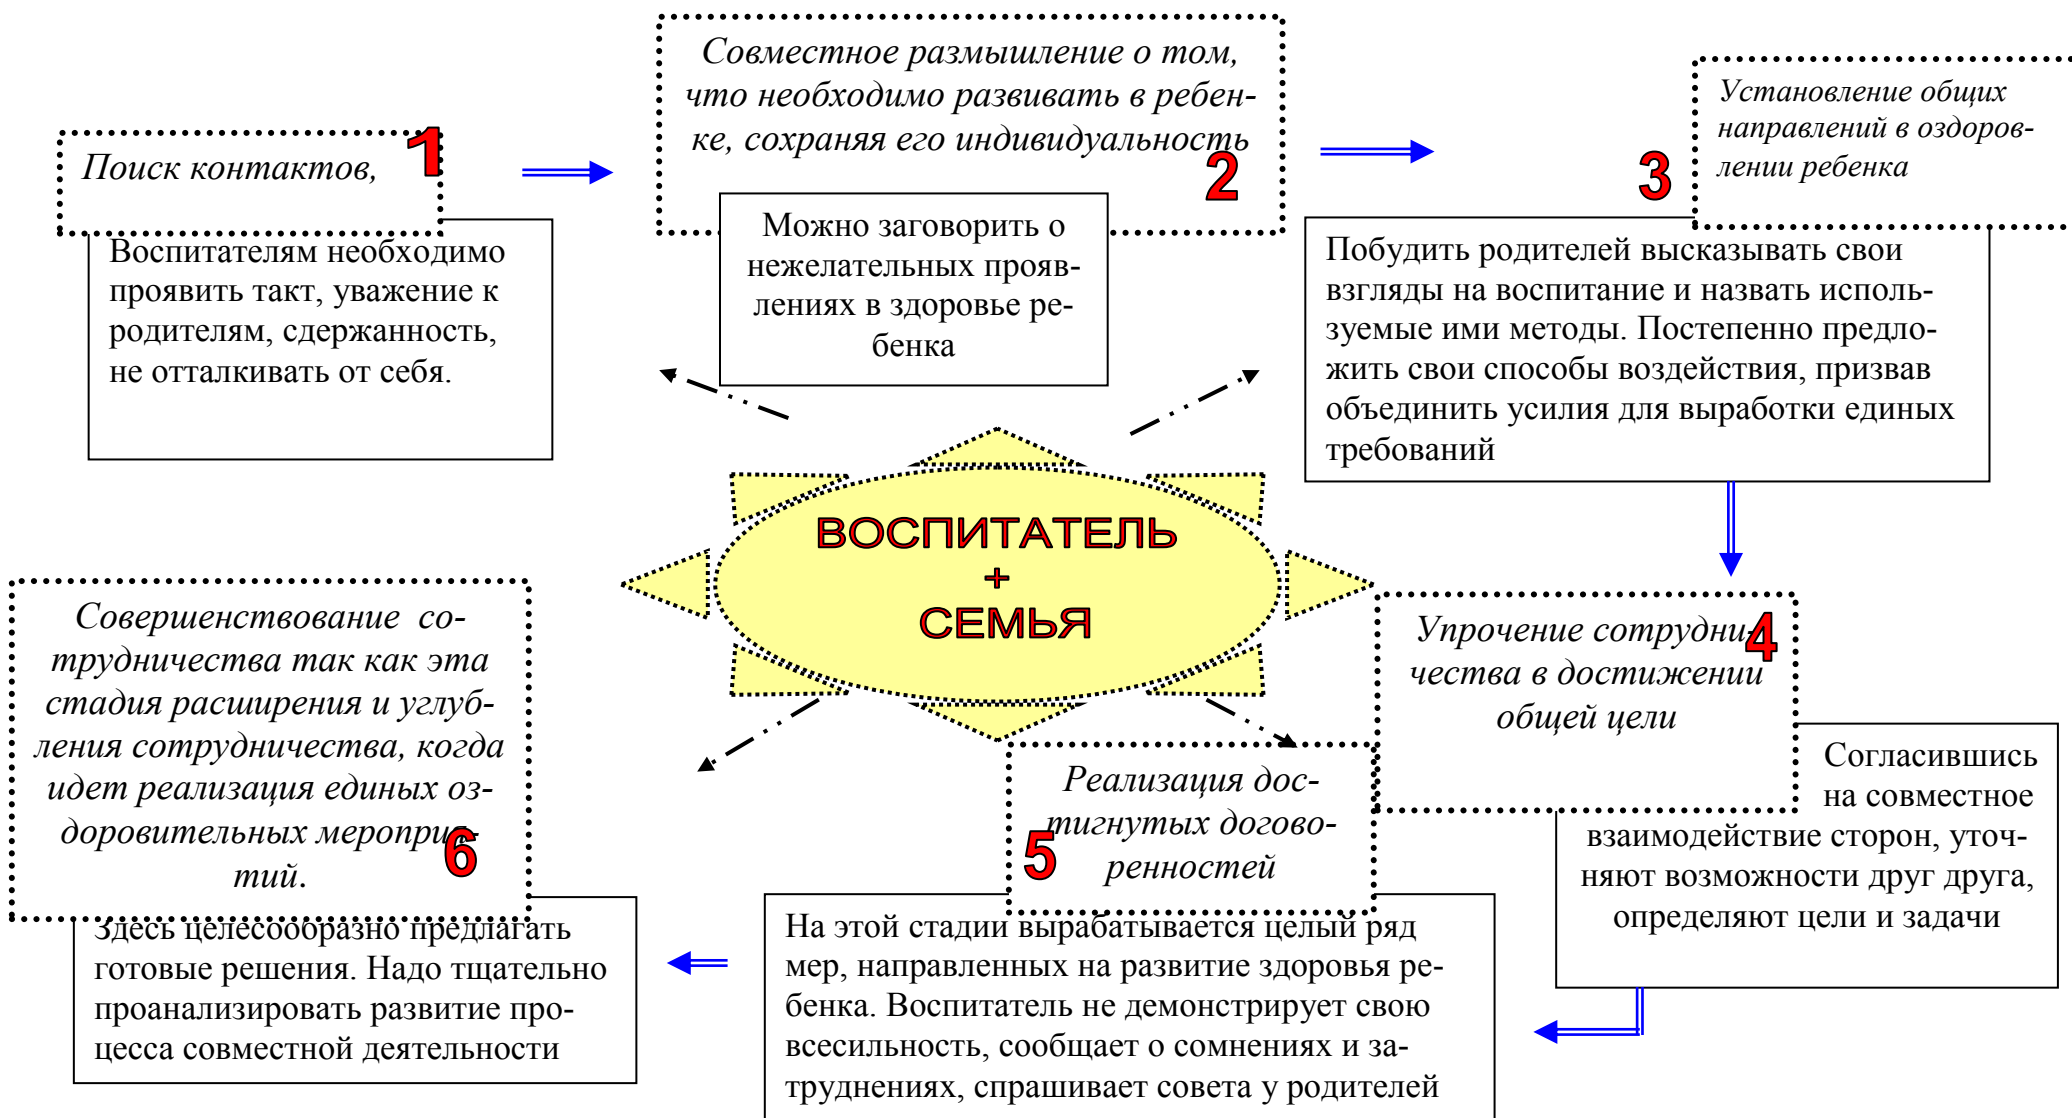 Поиск контактов,
1
Воспитателям необходимо
проявить такт, уважение к
родителям, сдержанность,
не отталкивать от себя.
Совместное размышление о том,
что необходимо развивать в ребен-
ке, сохраняя его индивидуальность
2
Можно заговорить о
нежелательных прояв-
лениях в здоровье ре-
бенка
Установление общих
направлений в оздоров-
лении ребенка
3
Побудить родителей высказывать свои
взгляды на воспитание и назвать исполь-
зуемые ими методы. Постепенно предло-
жить свои способы воздействия, призвав
объединить усилия для выработки единых
требований
ВОСПИТАТЕЛЬ
+
СЕМЬЯ
Упрочение сотрудни-
чества в достижении
общей цели
4
Согласившись
на совместное
взаимодействие сторон, уточ-
няют возможности друг друга,
определяют цели и задачи
Реализация дос-
тигнутых догово-
ренностей
5
На этой стадии вырабатывается целый ряд
мер, направленных на развитие здоровья ре-
бенка. Воспитатель не демонстрирует свою
всесильность, сообщает о сомнениях и за-
труднениях, спрашивает совета у родителей
Совершенствование со-
трудничества так как эта
стадия расширения и углуб-
ления сотрудничества, когда
идет реализация единых оз-
доровительных мероприя-
тий.
6
Здесь целесообразно предлагать
готовые решения. Надо тщательно
проанализировать развитие про-
цесса совместной деятельности